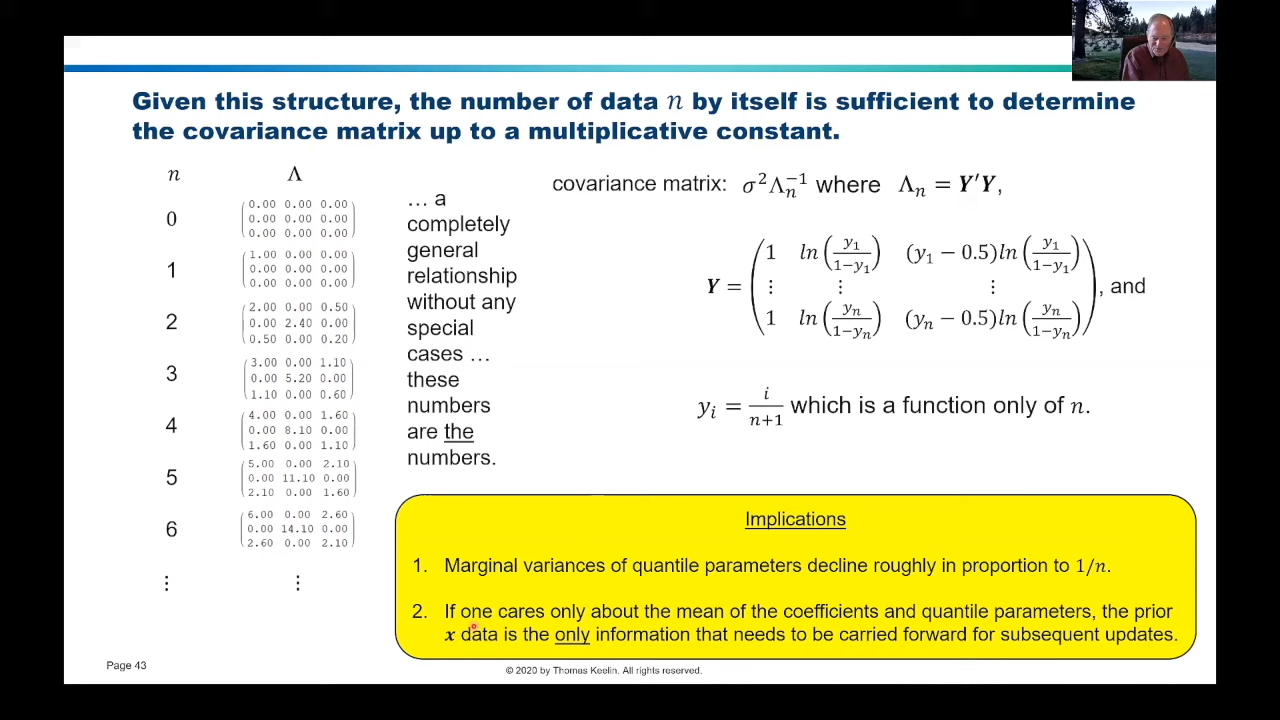 Given this structure, the number of data n by itself is sufficient to determine
the covariance matrix up to a multiplicative constant.
n Λ
0
0.00 0.00 0.00
0.00 0.00 0.00
0.00 0.00 0.00
1
1.00 0.00 0.00
0.00 0.00 0.00
0.00 0.00 0.00
2
2.00 0.00 0.50
0.00 2.40 0.00
0.50 0.00 0.20
3
3.00 0.00 1.10
0.00 5.20 0.00
1.10 0.00 0.60
4
4.00 0.00 1.60
0.00 8.10 0.00
1.60 0.00 1.10
5
5.00 0.00 2.10
0.00 11.10 0.00
2.10 0.00 1.60
6
6.00 0.00 2.60
0.00 14.10 0.00
2.60 0.00 2.10
⋮ ⋮
… a
completely
general
relationship
without any
special
cases …
these
numbers
are the
numbers.
covariance matrix: σ²Λₙ⁻¹ where Λₙ = Y′Y,
Y = ( 1 ln(y₁/(1−y₁)) (y₁ − 0.5)ln(y₁/(1−y₁))
⋮ ⋮ ⋮
1 ln(yₙ/(1−yₙ)) (yₙ − 0.5)ln(yₙ/(1−yₙ)) ), and
yᵢ = i/(n+1) which is a function only of n.
Implications
1. Marginal variances of quantile parameters decline roughly in proportion to 1/n.
2. If one cares only about the mean of the coefficients and quantile parameters, the prior
x data is the only information that needs to be carried forward for subsequent updates.
Page 43
© 2020 by Thomas Keelin. All rights reserved.